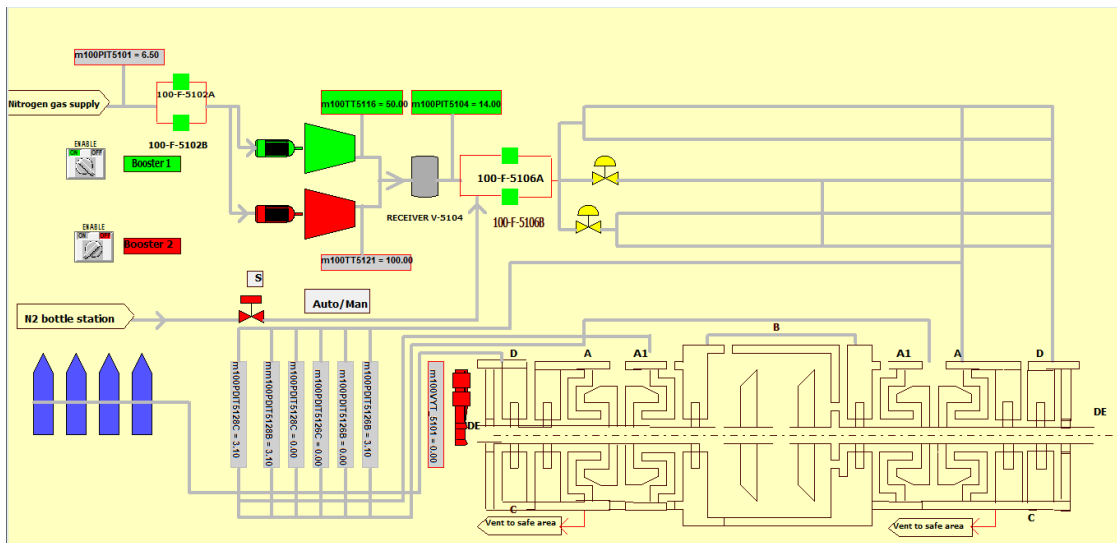 m100PIT5101 = 6.50
Nitrogen gas supply
100-F-5102A
100-F-5102B
ENABLE
ON OFF
Booster 1
m100TT5116 = 50.00
m100PIT5104 = 14.00
100-F-5106A
100-F-5106B
RECEIVER V-5104
ENABLE
ON OFF
Booster 2
m100TT5121 = 100.00
S
Auto/Man
N2 bottle station
m100PDIT5128C = 3.10
mm100PDIT5128B = 3.10
m100PDIT5128C = 0.00
m100PDIT5126C = 0.00
m100PDIT5126B = 0.00
m100PDIT5126B = 3.10
m100VYT_5101 = 0.00
D
A
A1
B
A1
A
D
DE
DE
C
C
Vent to safe area
Vent to safe area